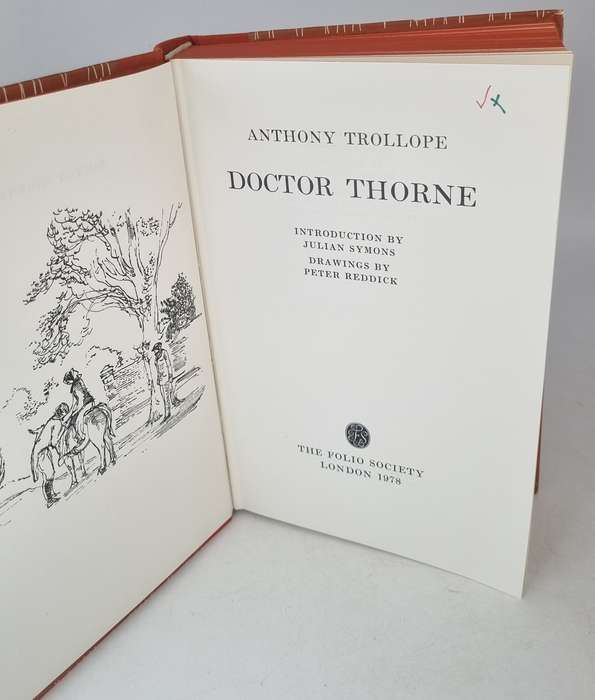 ANTHONY TROLLOPE
DOCTOR THORNE
INTRODUCTION BY
JULIAN SYMONS
DRAWINGS BY
PETER REDDICK
THE FOLIO SOCIETY
LONDON 1978